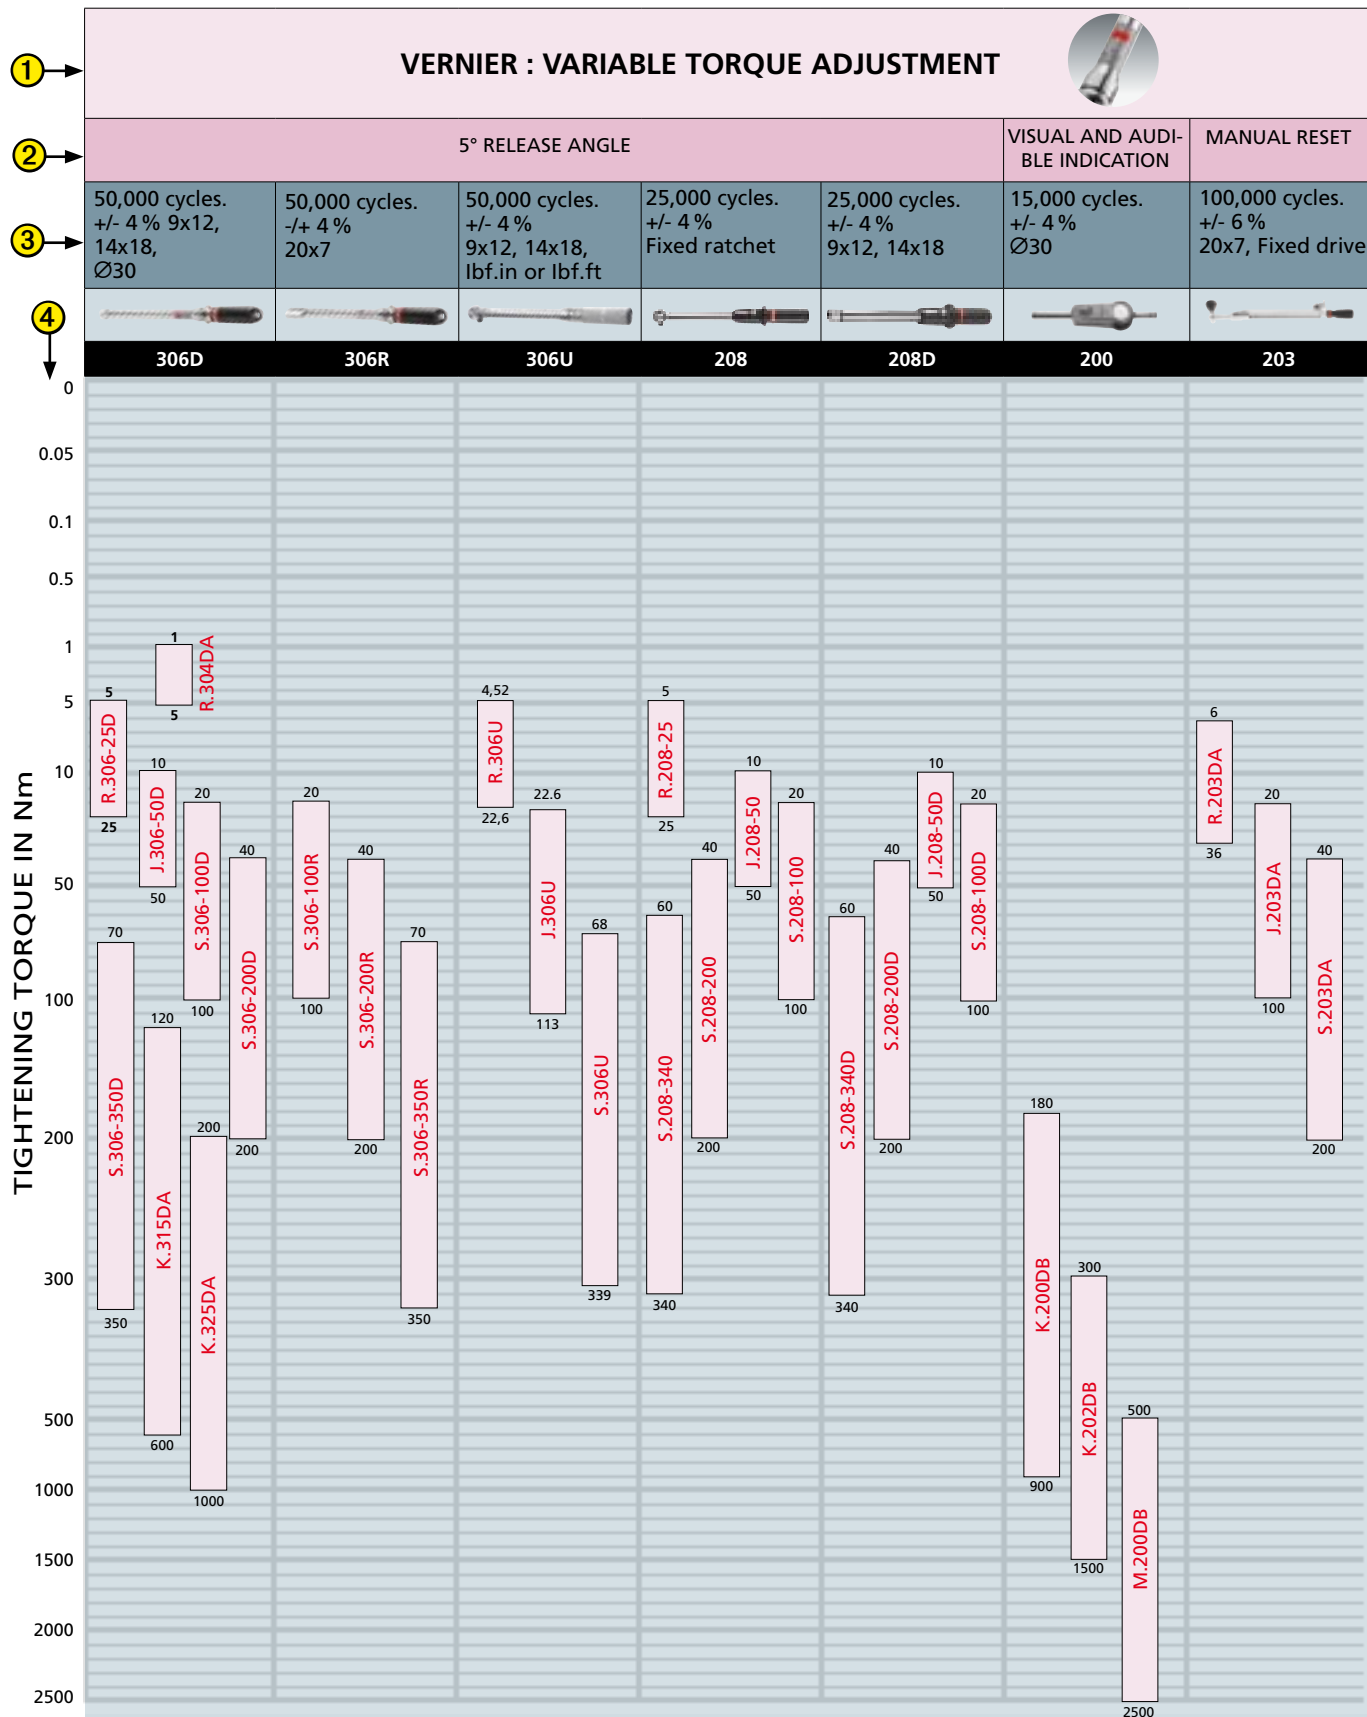 1
VERNIER : VARIABLE TORQUE ADJUSTMENT
2
5° RELEASE ANGLE
VISUAL AND AUDI-
BLE INDICATION
MANUAL RESET
3
50,000 cycles.
+/- 4 % 9x12,
14x18,
Ø30
50,000 cycles.
-/+ 4 %
20x7
50,000 cycles.
+/- 4 %
9x12, 14x18,
Ibf.in or Ibf.ft
25,000 cycles.
+/- 4 %
Fixed ratchet
25,000 cycles.
+/- 4 %
9x12, 14x18
15,000 cycles.
+/- 4 %
Ø30
100,000 cycles.
+/- 6 %
20x7, Fixed drive
4
306D
306R
306U
208
208D
200
203
TIGHTENING TORQUE IN Nm
0
0.05
0.1
0.5
1
5
10
50
100
200
300
500
1000
1500
2000
2500
1
R.304DA
5
5
R.306-25D
25
10
J.306-50D
50
20
S.306-100D
100
40
S.306-200D
200
70
S.306-350D
350
120
K.315DA
600
200
K.325DA
1000
20
S.306-100R
100
40
S.306-200R
200
70
S.306-350R
350
4,52
R.306U
22,6
22.6
J.306U
113
68
S.306U
339
5
R.208-25
25
10
J.208-50
50
20
S.208-100
100
40
S.208-200
200
60
S.208-340
340
10
J.208-50D
50
20
S.208-100D
100
40
S.208-200D
200
60
S.208-340D
340
180
K.200DB
900
300
K.202DB
1500
500
M.200DB
2500
6
R.203DA
36
20
J.203DA
100
40
S.203DA
200